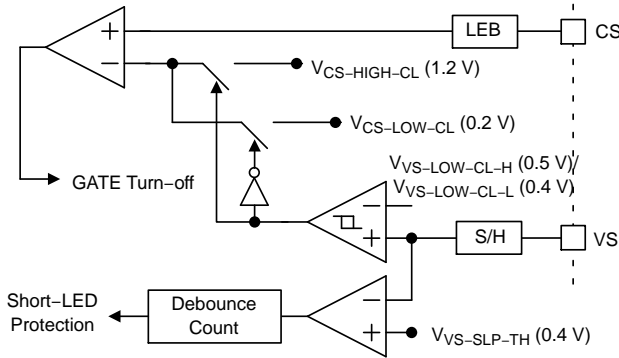 LEB
CS
+
−
V_CS−HIGH−CL (1.2 V)
V_CS−LOW−CL (0.2 V)
GATE Turn−off
V_VS−LOW−CL−H (0.5 V)/
V_VS−LOW−CL−L (0.4 V)
−
+
S/H
VS
Short−LED
Protection
Debounce
Count
−
+
V_VS−SLP−TH (0.4 V)